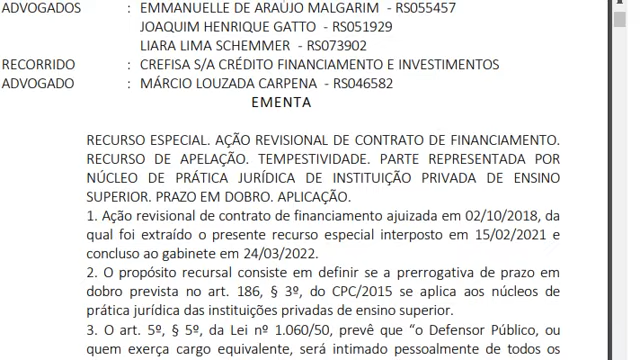 ADVOGADOS : EMMANUELLE DE ARAÚJO MALGARIM - RS055457
JOAQUIM HENRIQUE GATTO - RS051929
LIARA LIMA SCHEMMER - RS073902
RECORRIDO : CREFISA S/A CRÉDITO FINANCIAMENTO E INVESTIMENTOS
ADVOGADO : MÁRCIO LOUZADA CARPENA - RS046582
EMENTA
RECURSO ESPECIAL. AÇÃO REVISIONAL DE CONTRATO DE FINANCIAMENTO.
RECURSO DE APELAÇÃO. TEMPESTIVIDADE. PARTE REPRESENTADA POR
NÚCLEO DE PRÁTICA JURÍDICA DE INSTITUIÇÃO PRIVADA DE ENSINO
SUPERIOR. PRAZO EM DOBRO. APLICAÇÃO.
1. Ação revisional de contrato de financiamento ajuizada em 02/10/2018, da
qual foi extraído o presente recurso especial interposto em 15/02/2021 e
concluso ao gabinete em 24/03/2022.
2. O propósito recursal consiste em definir se a prerrogativa de prazo em
dobro prevista no art. 186, § 3º, do CPC/2015 se aplica aos núcleos de
prática jurídica das instituições privadas de ensino superior.
3. O art. 5º, § 5º, da Lei nº 1.060/50, prevê que “o Defensor Público, ou
quem exerça cargo equivalente, será intimado pessoalmente de todos os